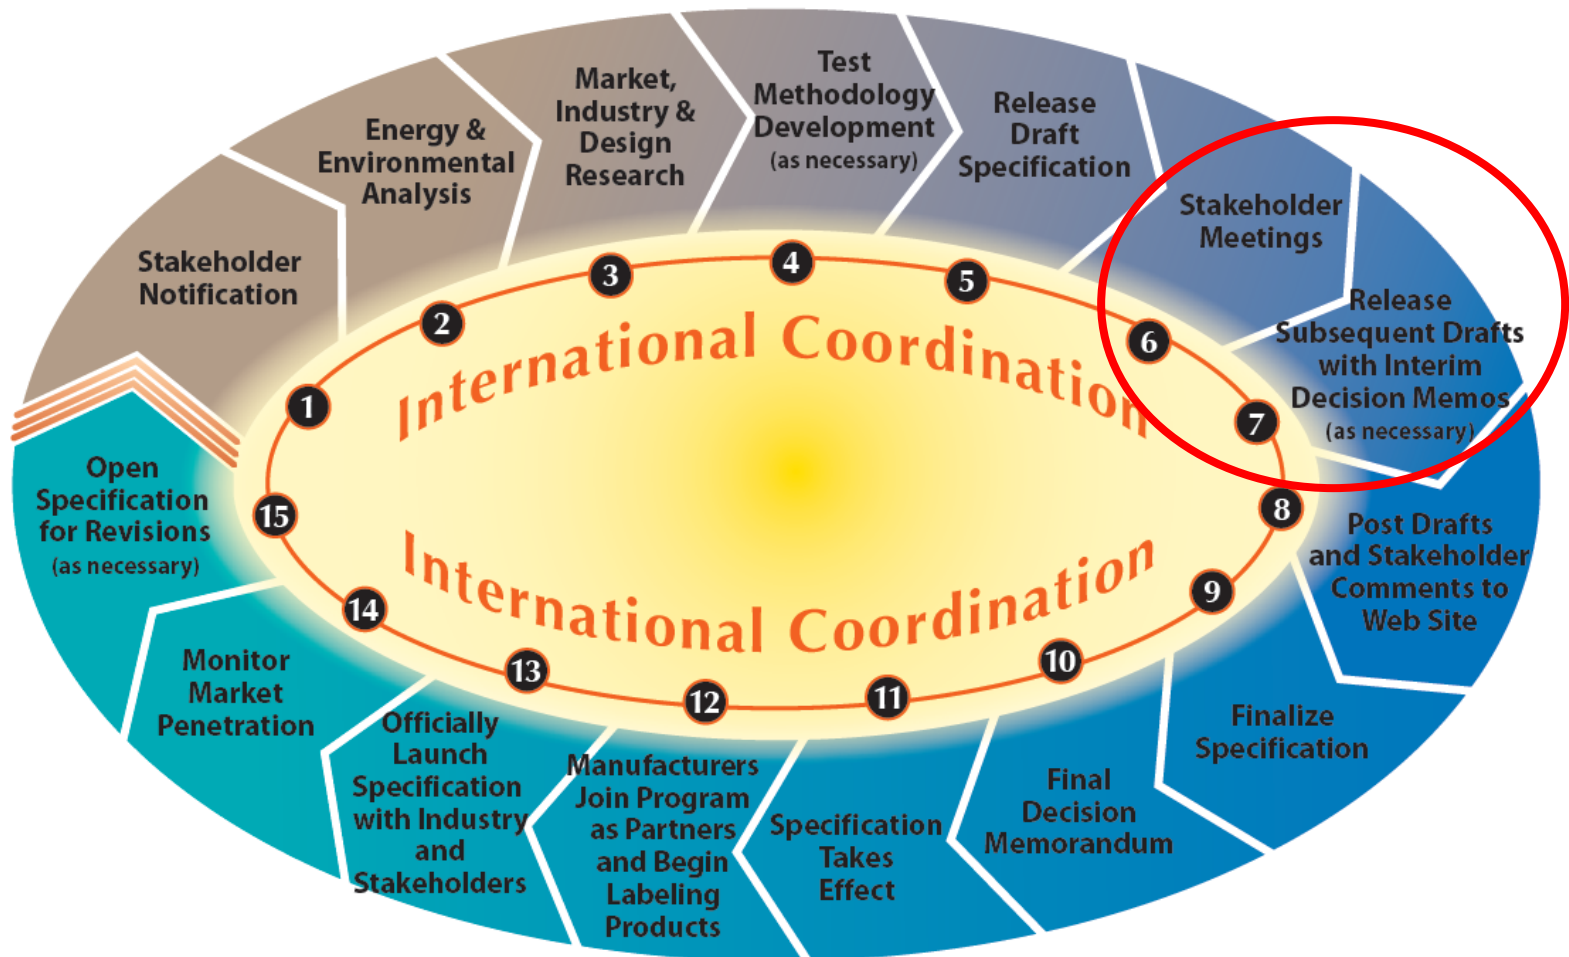 Stakeholder
Notification
1
Energy &
Environmental
Analysis
2
Market,
Industry &
Design
Research
3
Test
Methodology
Development
(as necessary)
4
Release
Draft
Specification
5
Stakeholder
Meetings
6
Release
Subsequent Drafts
with Interim
Decision Memos
(as necessary)
7
Post Drafts
and Stakeholder
Comments to
Web Site
8
Finalize
Specification
9
Final
Decision
Memorandum
10
Specification
Takes
Effect
11
Manufacturers
Join Program
as Partners
and Begin
Labeling
Products
12
Officially
Launch
Specification
with Industry
and
Stakeholders
13
Monitor
Market
Penetration
14
Open
Specification
for Revisions
(as necessary)
15
International Coordination
International Coordination